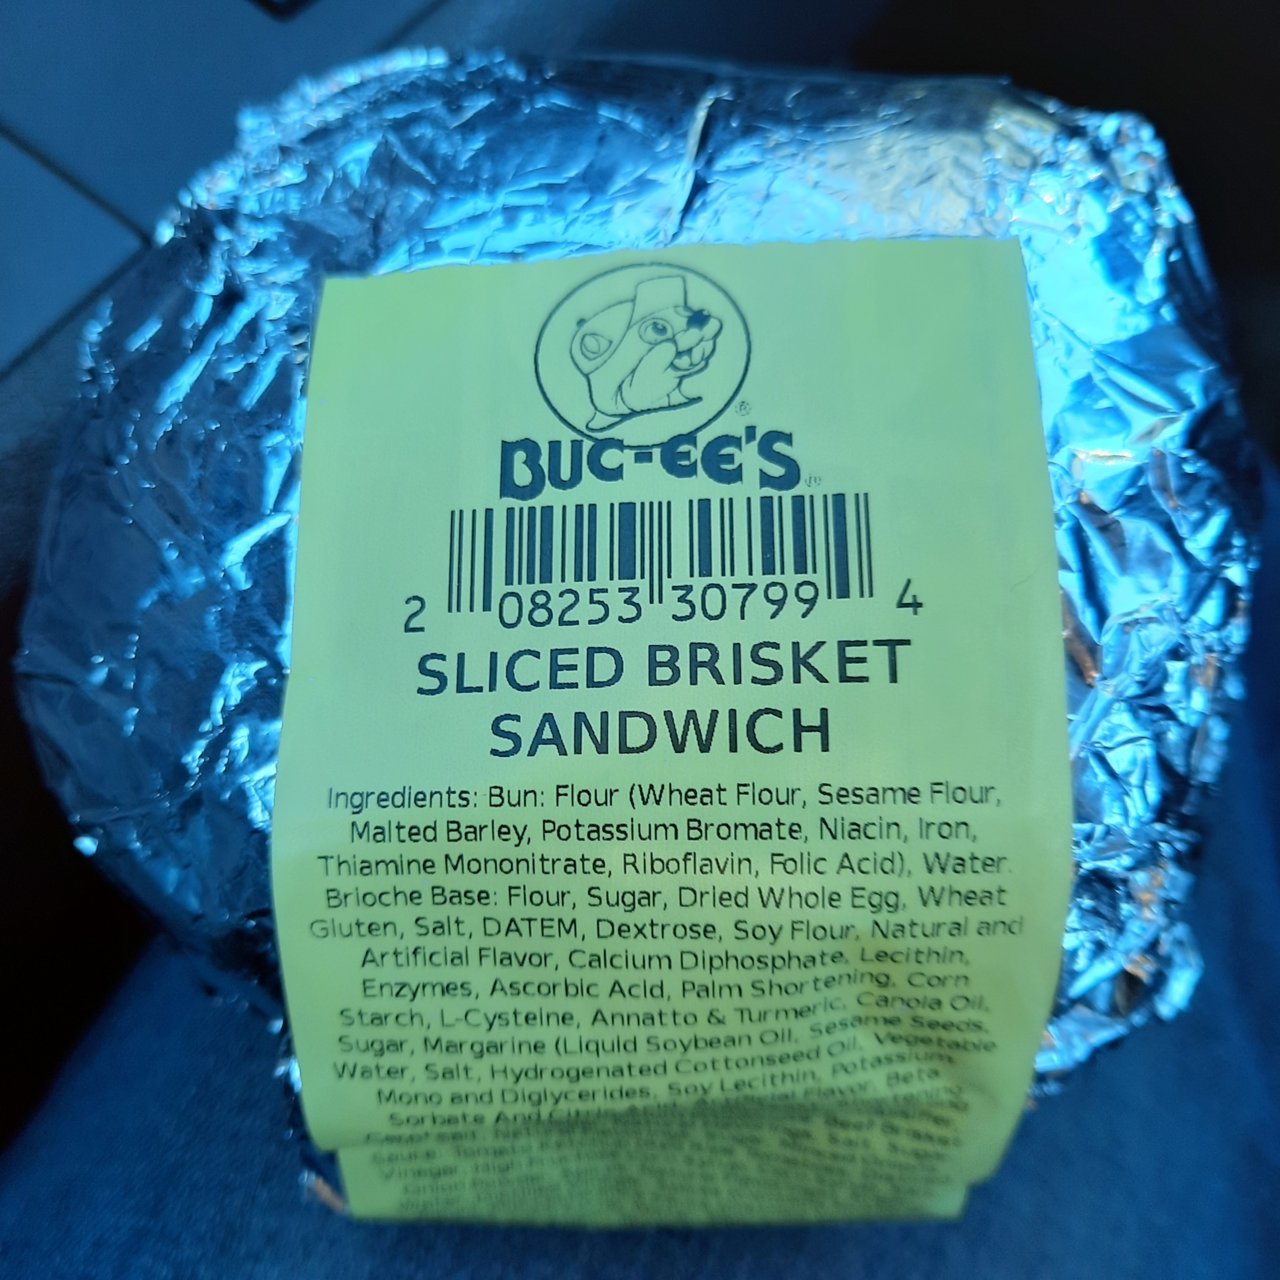 BUC-EE'S
2 08253 30799 4
SLICED BRISKET
SANDWICH
Ingredients: Bun: Flour (Wheat Flour, Sesame Flour,
Malted Barley, Potassium Bromate, Niacin, Iron,
Thiamine Mononitrate, Riboflavin, Folic Acid), Water.
Brioche Base: Flour, Sugar, Dried Whole Egg, Wheat
Gluten, Salt, DATEM, Dextrose, Soy Flour, Natural and
Artificial Flavor, Calcium Diphosphate, Lecithin,
Enzymes, Ascorbic Acid, Palm Shortening, Corn
Starch, L-Cysteine, Annatto & Turmeric, Canola Oil,
Sugar, Margarine (Liquid Soybean Oil, Sesame Seeds,
Water, Salt, Hydrogenated Cottonseed Oil, Vegetable
Mono and Diglycerides, Soy Lecithin, Potassium
Sorbate And Flavor, Beta